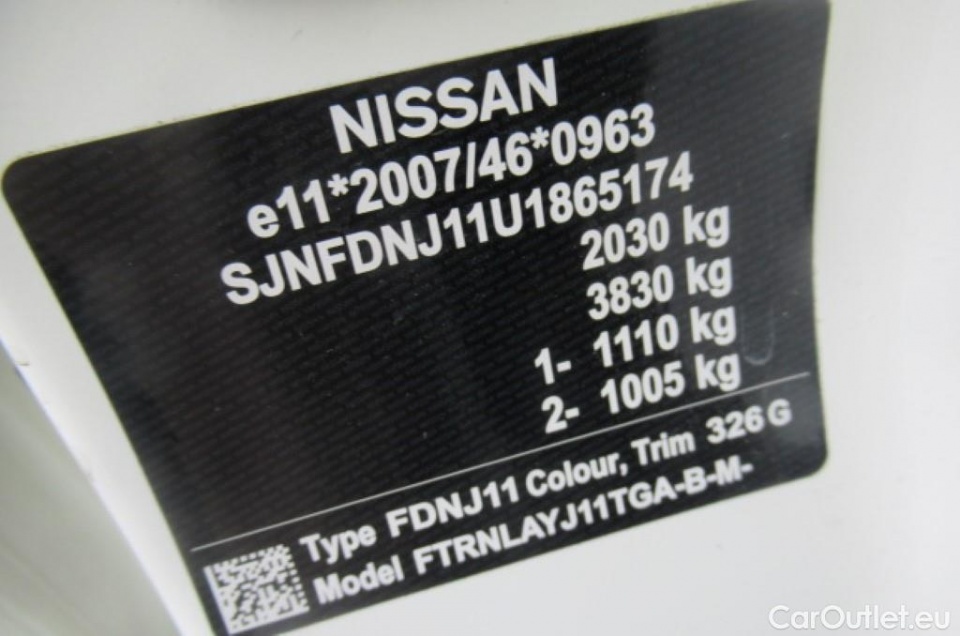 NISSAN
e11*2007/46*0963
SJNFDNJ11U1865174
2030 kg
3830 kg
1- 1110 kg
2- 1005 kg
Type FDNJ11 Colour, Trim 326 G
Model FTRNLAYJ11TGA-B-M-
CarOutlet.eu